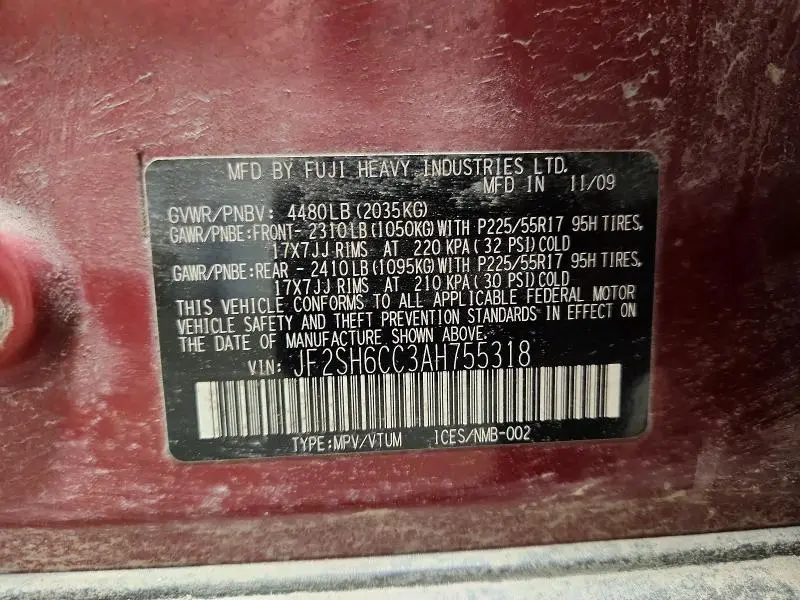 MFD BY FUJI HEAVY INDUSTRIES LTD.
MFD IN 11/09
GVWR/PNBV: 4480LB(2035KG)
GAWR/PNBE:FRONT- 2310LB(1050KG)WITH P225/55R17 95H TIRES,
17X7JJ RIMS AT 220 KPA(32 PSI)COLD
GAWR/PNBE:REAR - 2410LB(1095KG)WITH P225/55R17 95H TIRES,
17X7JJ RIMS AT 210 KPA(30 PSI)COLD
THIS VEHICLE CONFORMS TO ALL APPLICABLE FEDERAL MOTOR
VEHICLE SAFETY AND THEFT PREVENTION STANDARDS IN EFFECT ON
THE DATE OF MANUFACTURE SHOWN ABOVE.
VIN: JF2SH6CC3AH755318
TYPE:MPV/VTUM ICES/NMB-002